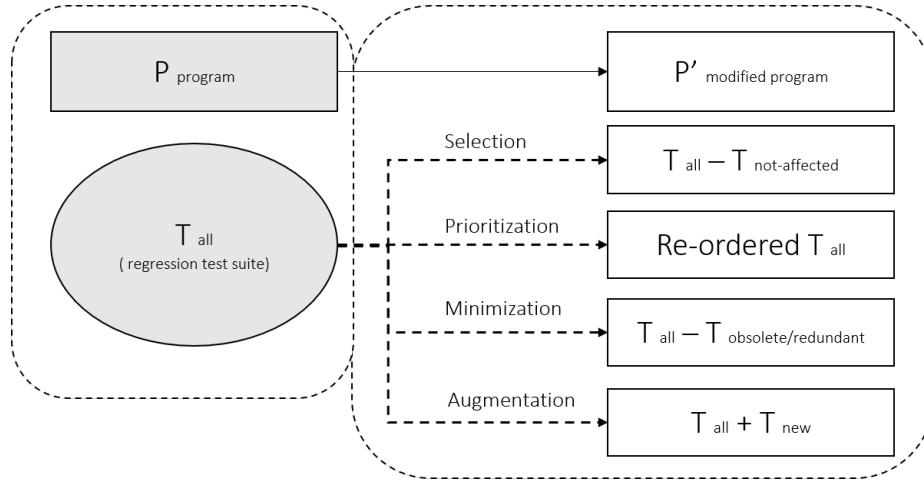 P program
P’ modified program
Selection
T all – T not-affected
Prioritization
T all
( regression test suite)
Re-ordered T all
Minimization
T all – T obsolete/redundant
Augmentation
T all + T new